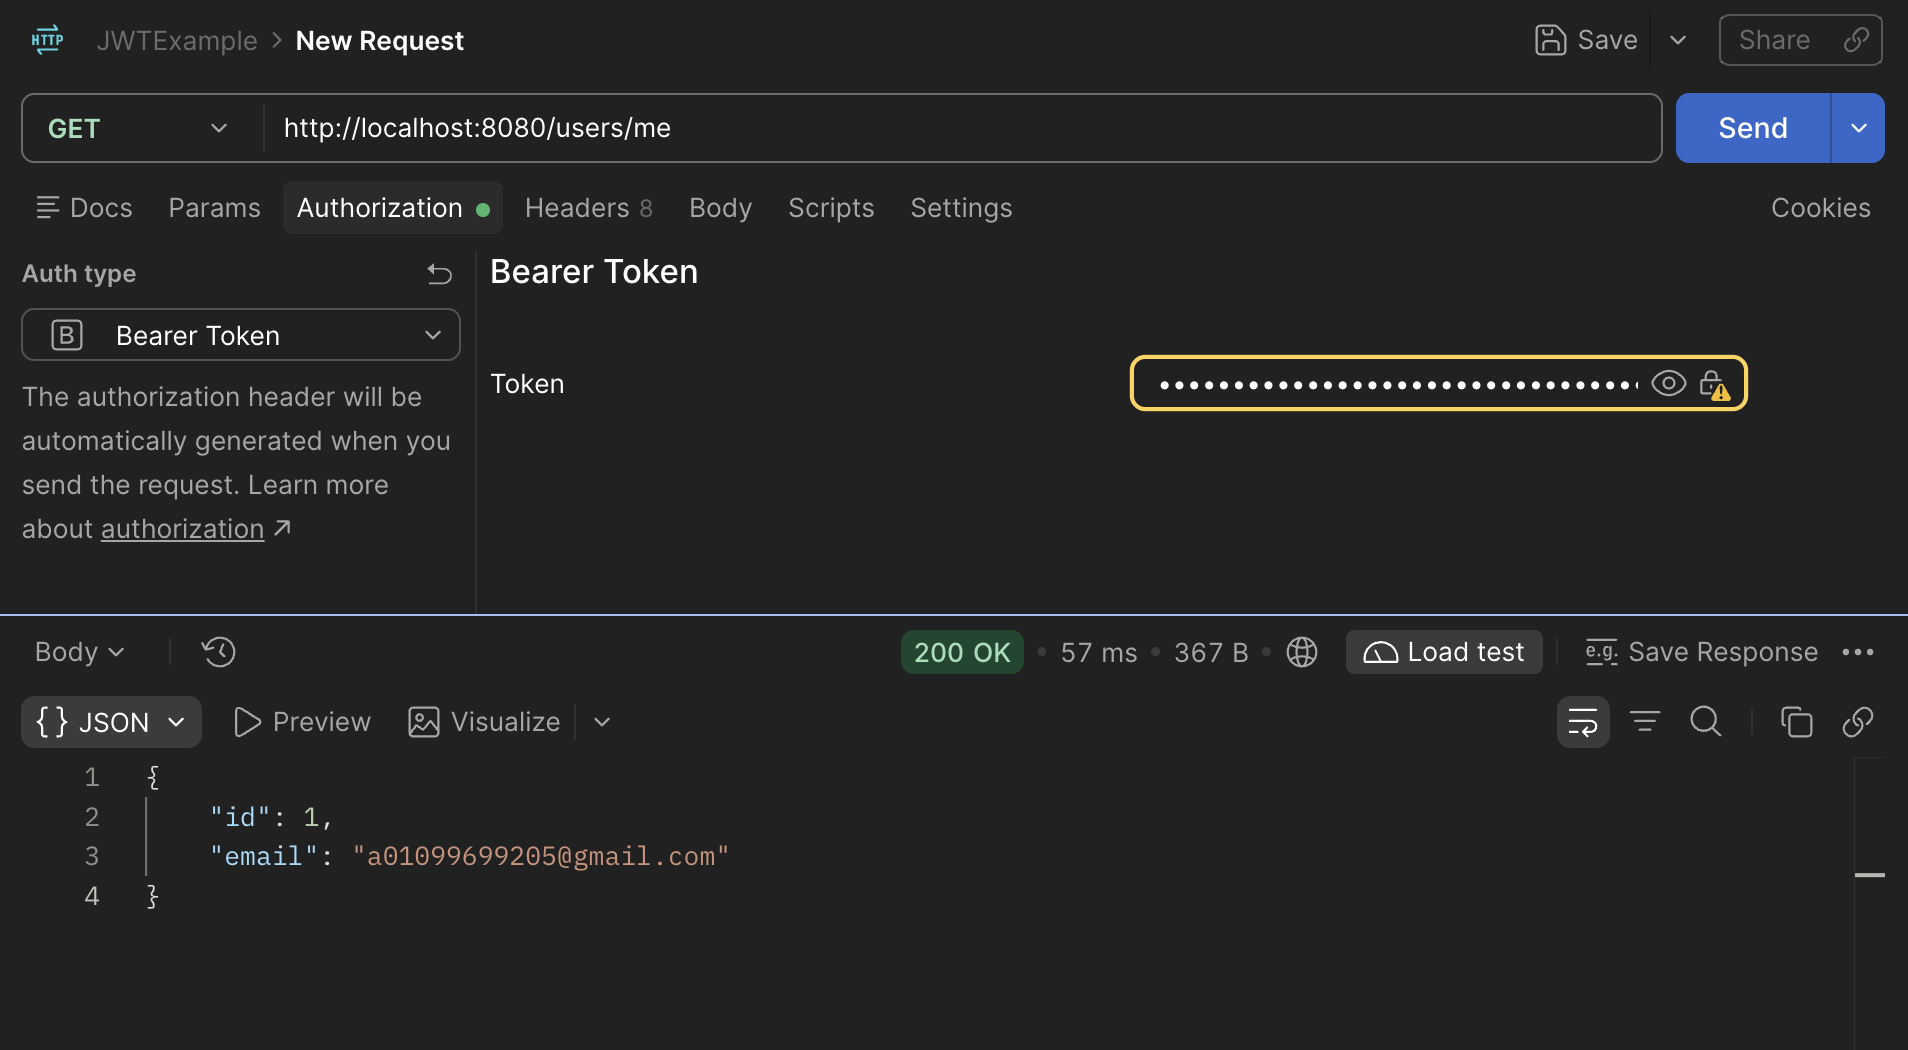 HTTP JWTExample > New Request Save Share
GET http://localhost:8080/users/me Send
Docs Params Authorization Headers 8 Body Scripts Settings Cookies
Auth type
B Bearer Token
The authorization header will be
automatically generated when you
send the request. Learn more
about authorization ↗
Bearer Token
Token ••••••••••••••••••••••••••••••••
Body 200 OK • 57 ms • 367 B • Load test e.g. Save Response •••
{} JSON Preview Visualize
1 {
2 "id": 1,
3 "email": "a01099699205@gmail.com"
4 }